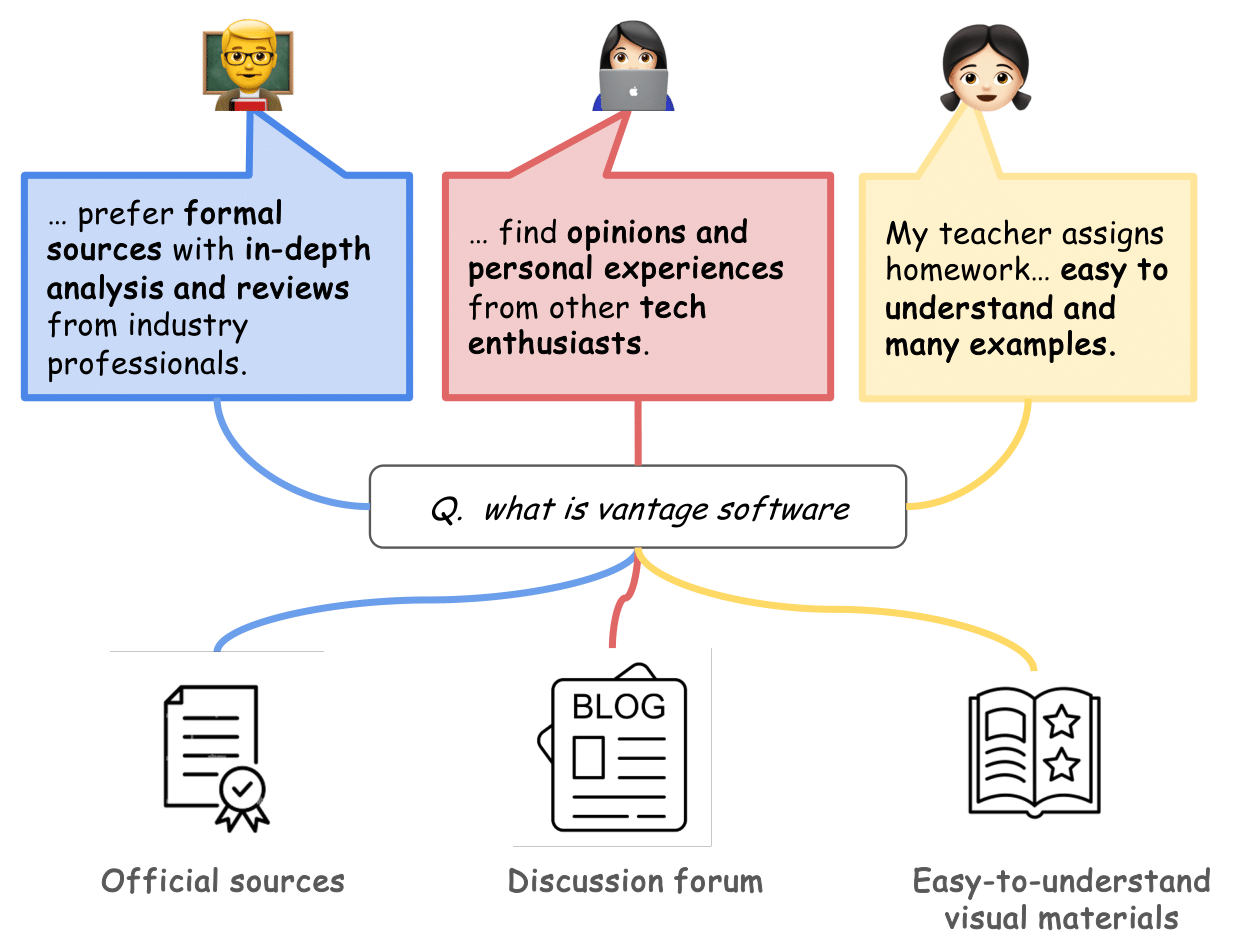 ... prefer formal
sources with in-depth
analysis and reviews
from industry
professionals.
... find opinions and
personal experiences
from other tech
enthusiasts.
My teacher assigns
homework... easy to
understand and
many examples.
Q. what is vantage software
BLOG
Official sources
Discussion forum
Easy-to-understand
visual materials